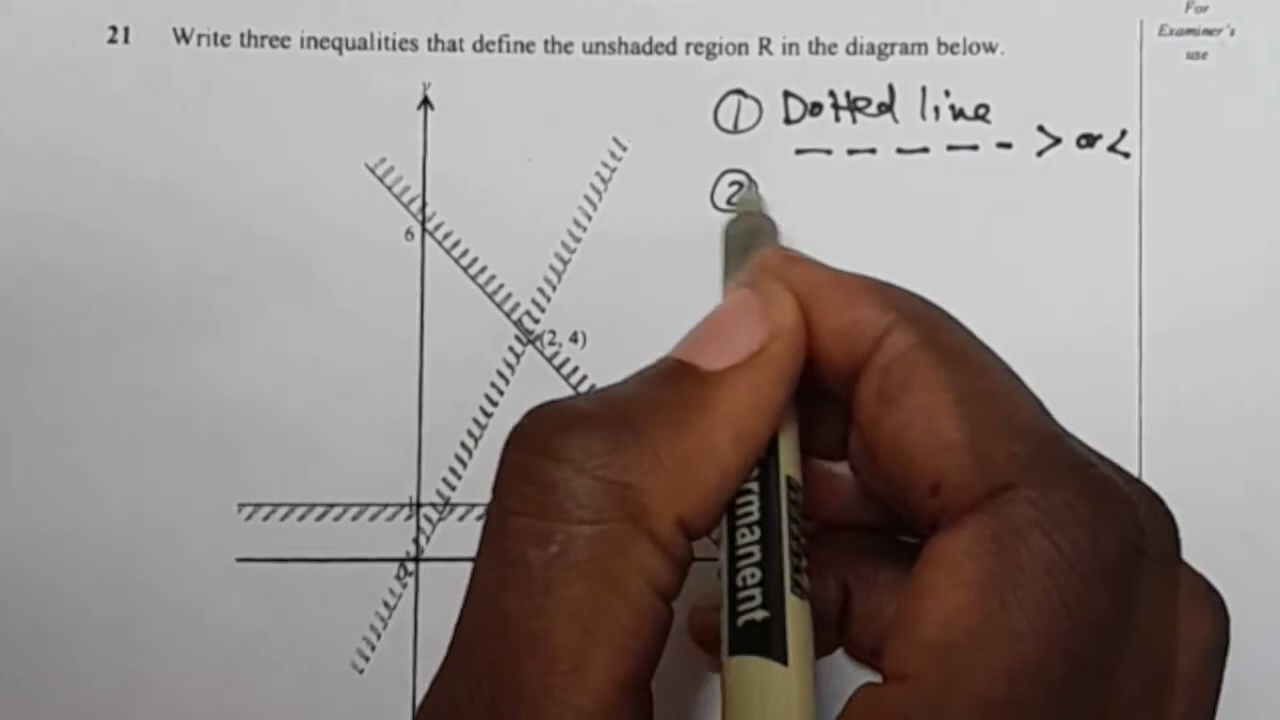 For
Examiner's
use
21 Write three inequalities that define the unshaded region R in the diagram below.
y
① Dotted line
> or <
②
6
(2, 4)
rmanent